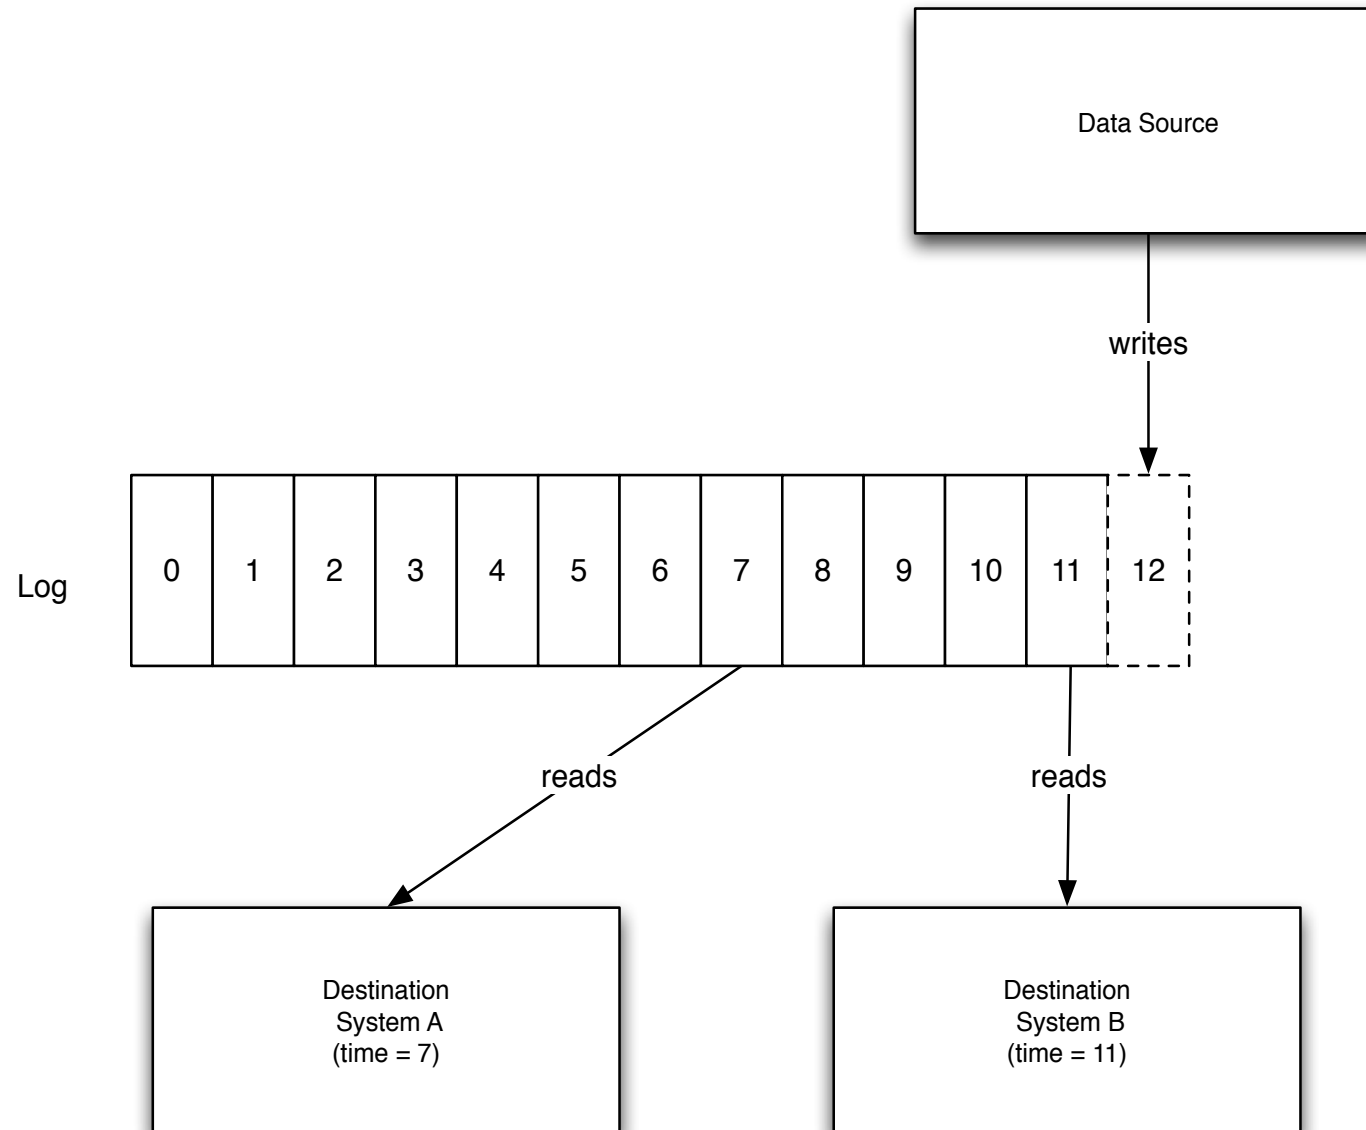 Data Source
writes
Log
0 1 2 3 4 5 6 7 8 9 10 11 12
reads
reads
Destination
System A
(time = 7)
Destination
System B
(time = 11)